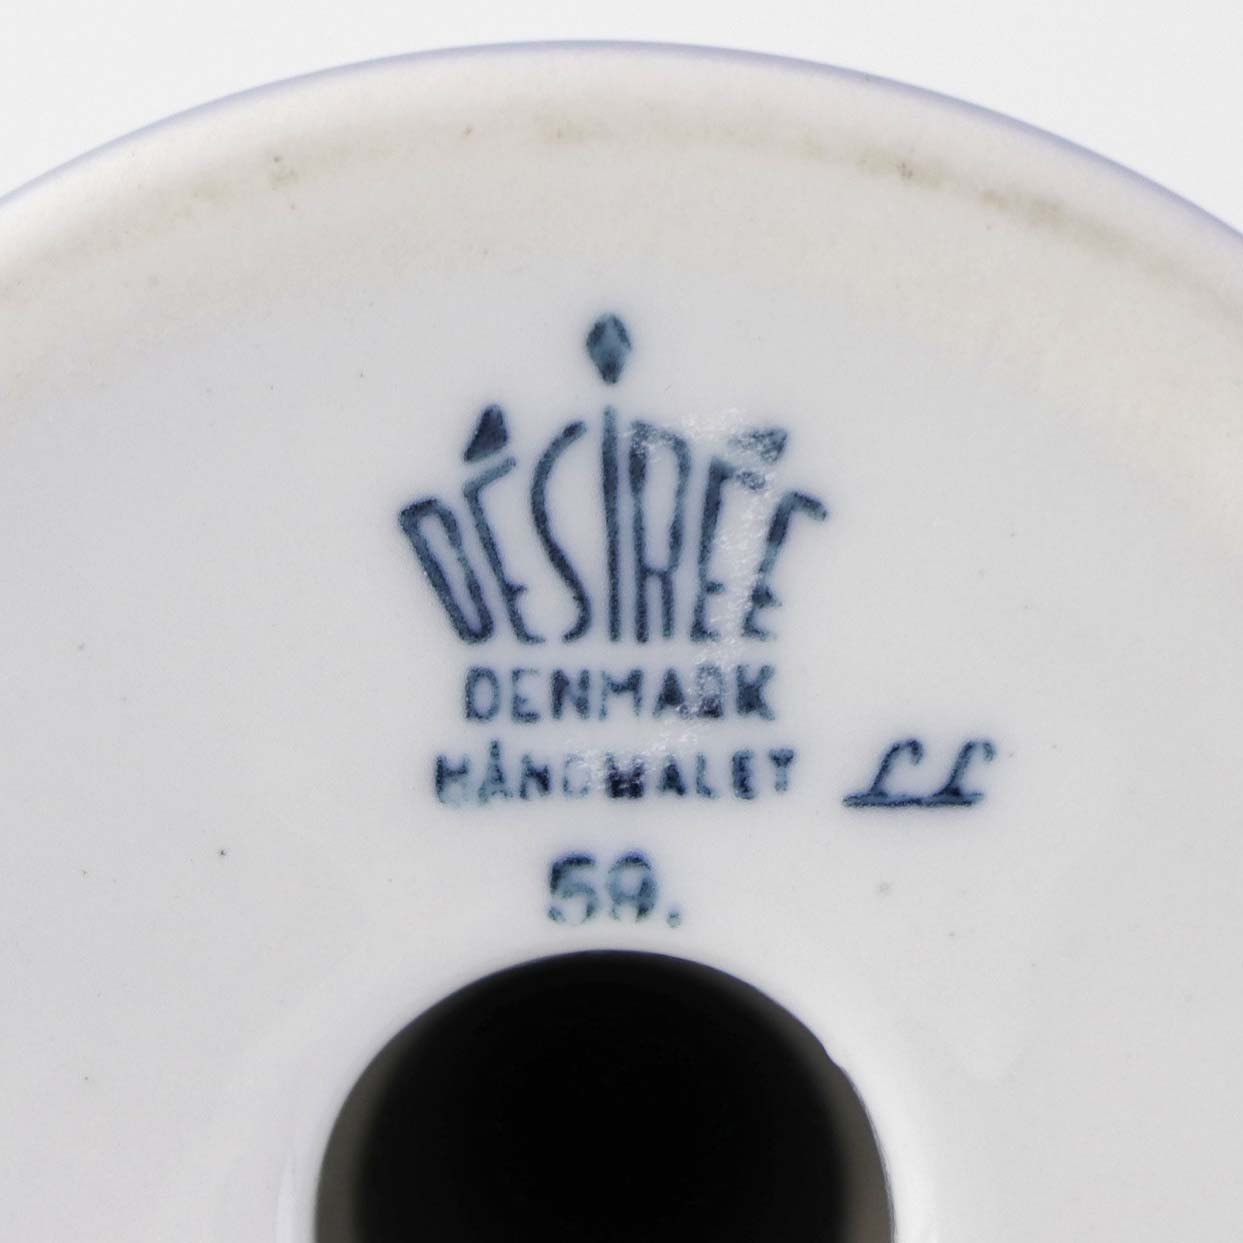 DÉSIRÉE
DENMARK
HÅNDMALET LL
59.